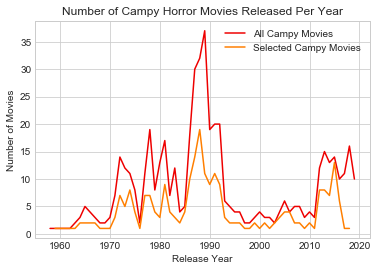 Number of Campy Horror Movies Released Per Year
All Campy Movies
Selected Campy Movies
Number of Movies
35
30
25
20
15
10
5
0
1960 1970 1980 1990 2000 2010 2020
Release Year